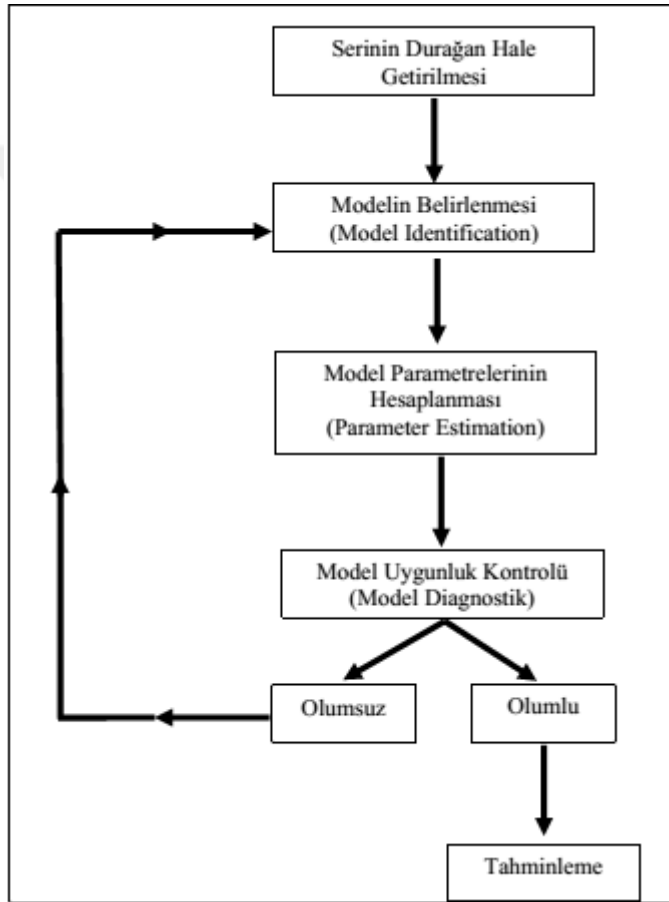 Serinin Durağan Hale
Getirilmesi
Modelin Belirlenmesi
(Model Identification)
Model Parametrelerinin
Hesaplanması
(Parameter Estimation)
Model Uygunluk Kontrolü
(Model Diagnostik)
Olumsuz
Olumlu
Tahminleme